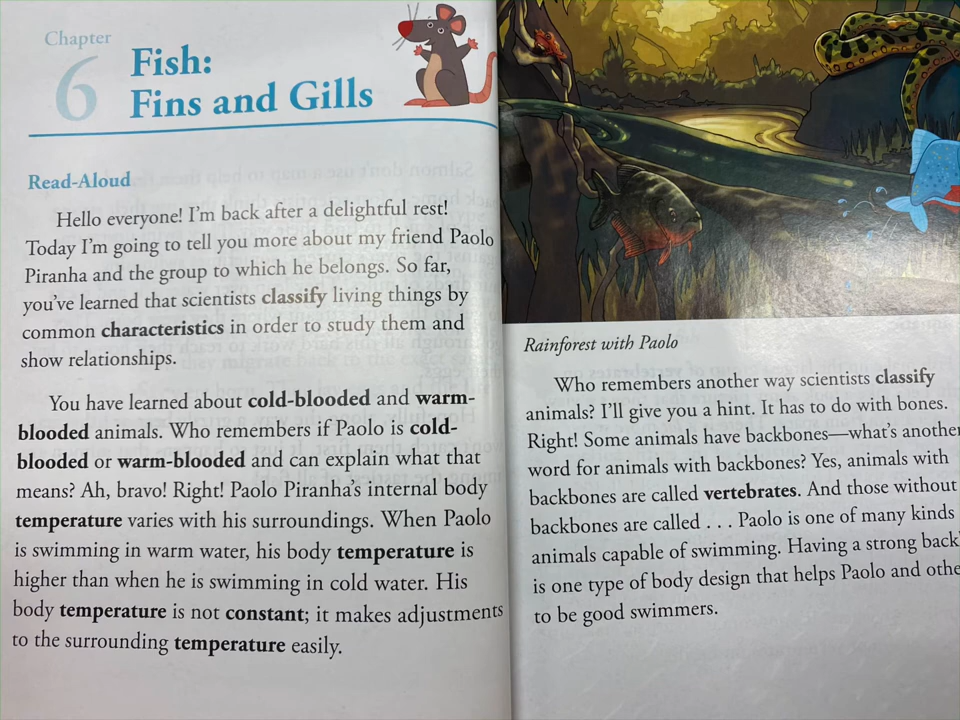 Chapter
6
Fish:
Fins and Gills
Read-Aloud
Hello everyone! I'm back after a delightful rest!
Today I'm going to tell you more about my friend Paolo
Piranha and the group to which he belongs. So far,
you've learned that scientists classify living things by
common characteristics in order to study them and
show relationships.
You have learned about cold-blooded and warm-
blooded animals. Who remembers if Paolo is cold-
blooded or warm-blooded and can explain what that
means? Ah, bravo! Right! Paolo Piranha's internal body
temperature varies with his surroundings. When Paolo
is swimming in warm water, his body temperature is
higher than when he is swimming in cold water. His
body temperature is not constant; it makes adjustments
to the surrounding temperature easily.
Rainforest with Paolo
Who remembers another way scientists classify
animals? I'll give you a hint. It has to do with bones.
Right! Some animals have backbones—what's another
word for animals with backbones? Yes, animals with
backbones are called vertebrates. And those without
backbones are called . . . Paolo is one of many kinds
animals capable of swimming. Having a strong back
is one type of body design that helps Paolo and othe
to be good swimmers.